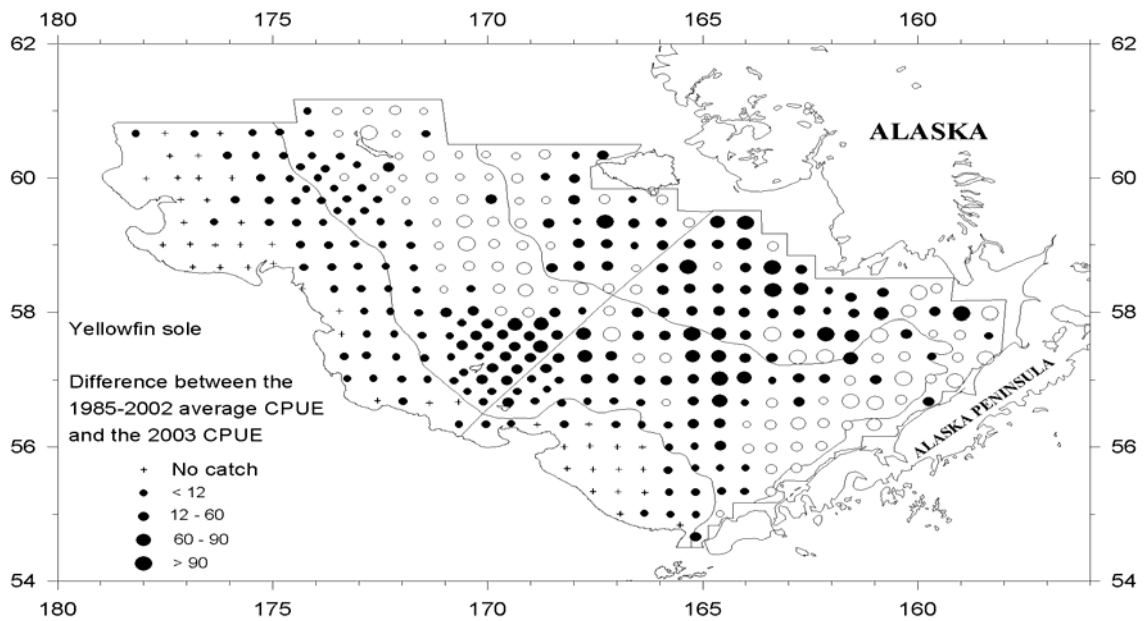 180 175 170 165 160
62 62
ALASKA
60 60
58 58
Yellowfin sole
Difference between the
1985-2002 average CPUE
and the 2003 CPUE
ALASKA PENINSULA
56 56
No catch
< 12
12 - 60
60 - 90
> 90
54 54
180 175 170 165 160